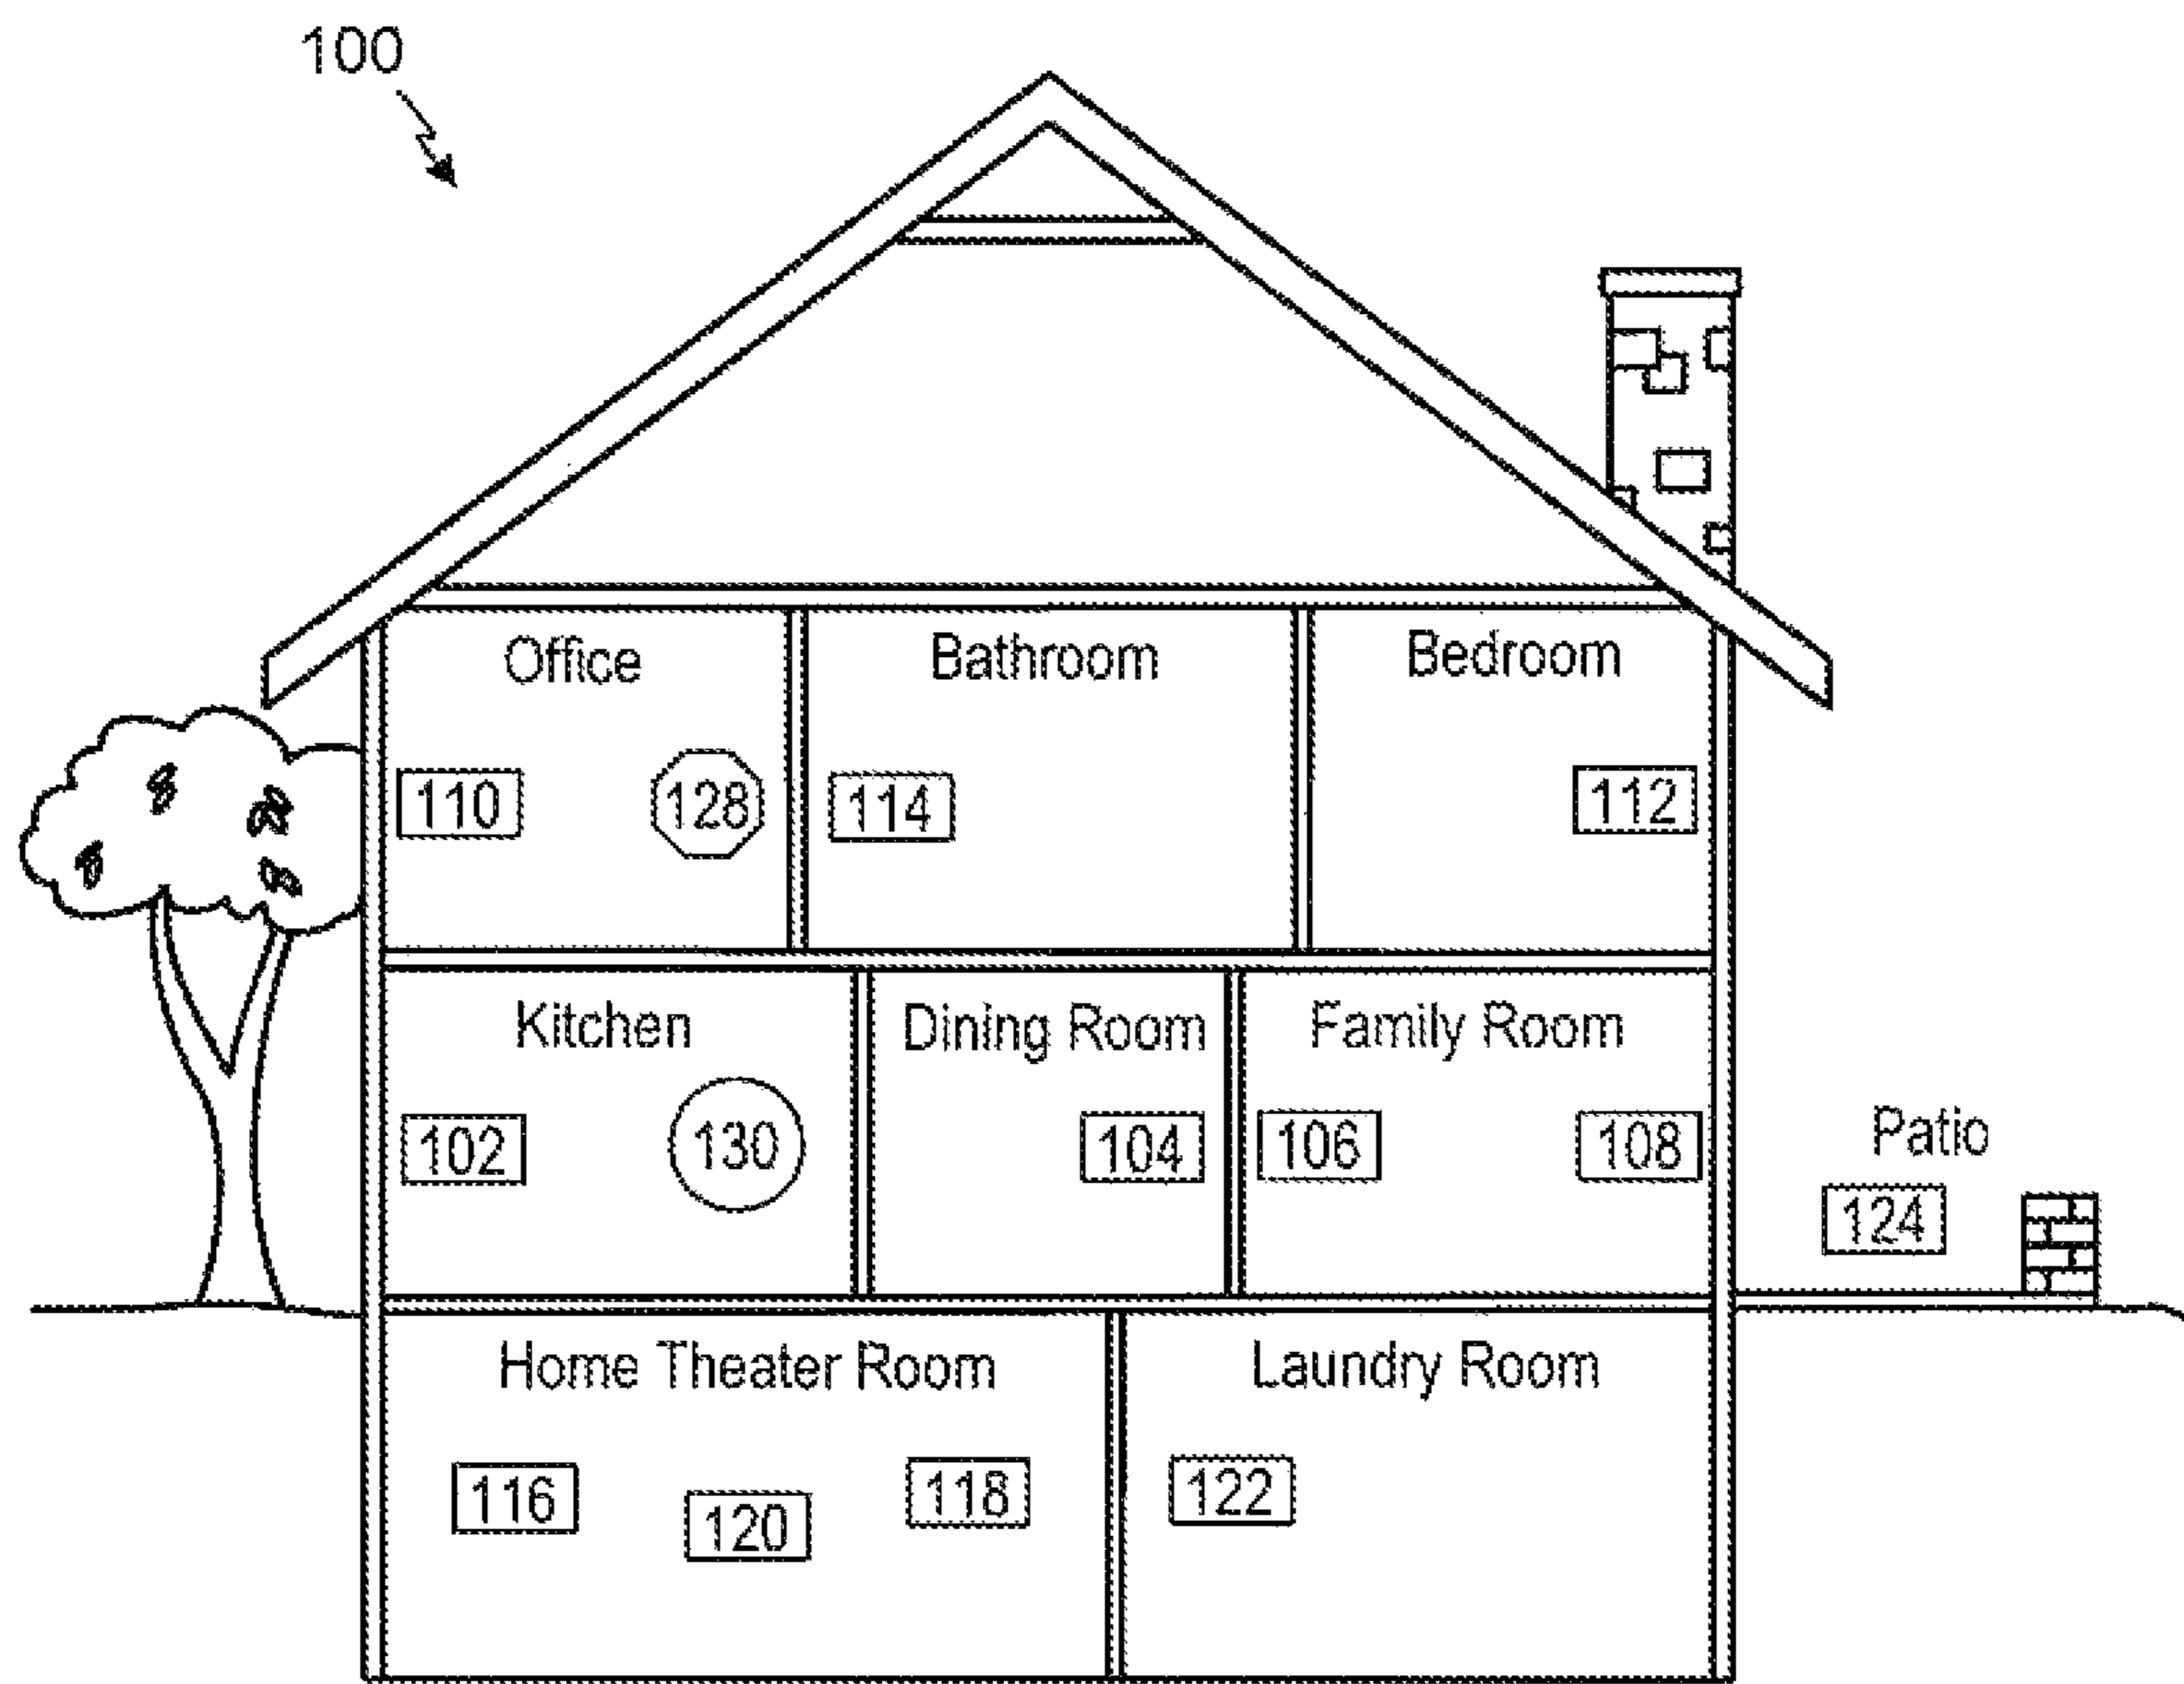 100
Office
Bathroom
Bedroom
110
128
114
112
Kitchen
Dining Room
Family Room
102
130
104
106
108
Patio
124
Home Theater Room
Laundry Room
116
120
118
122